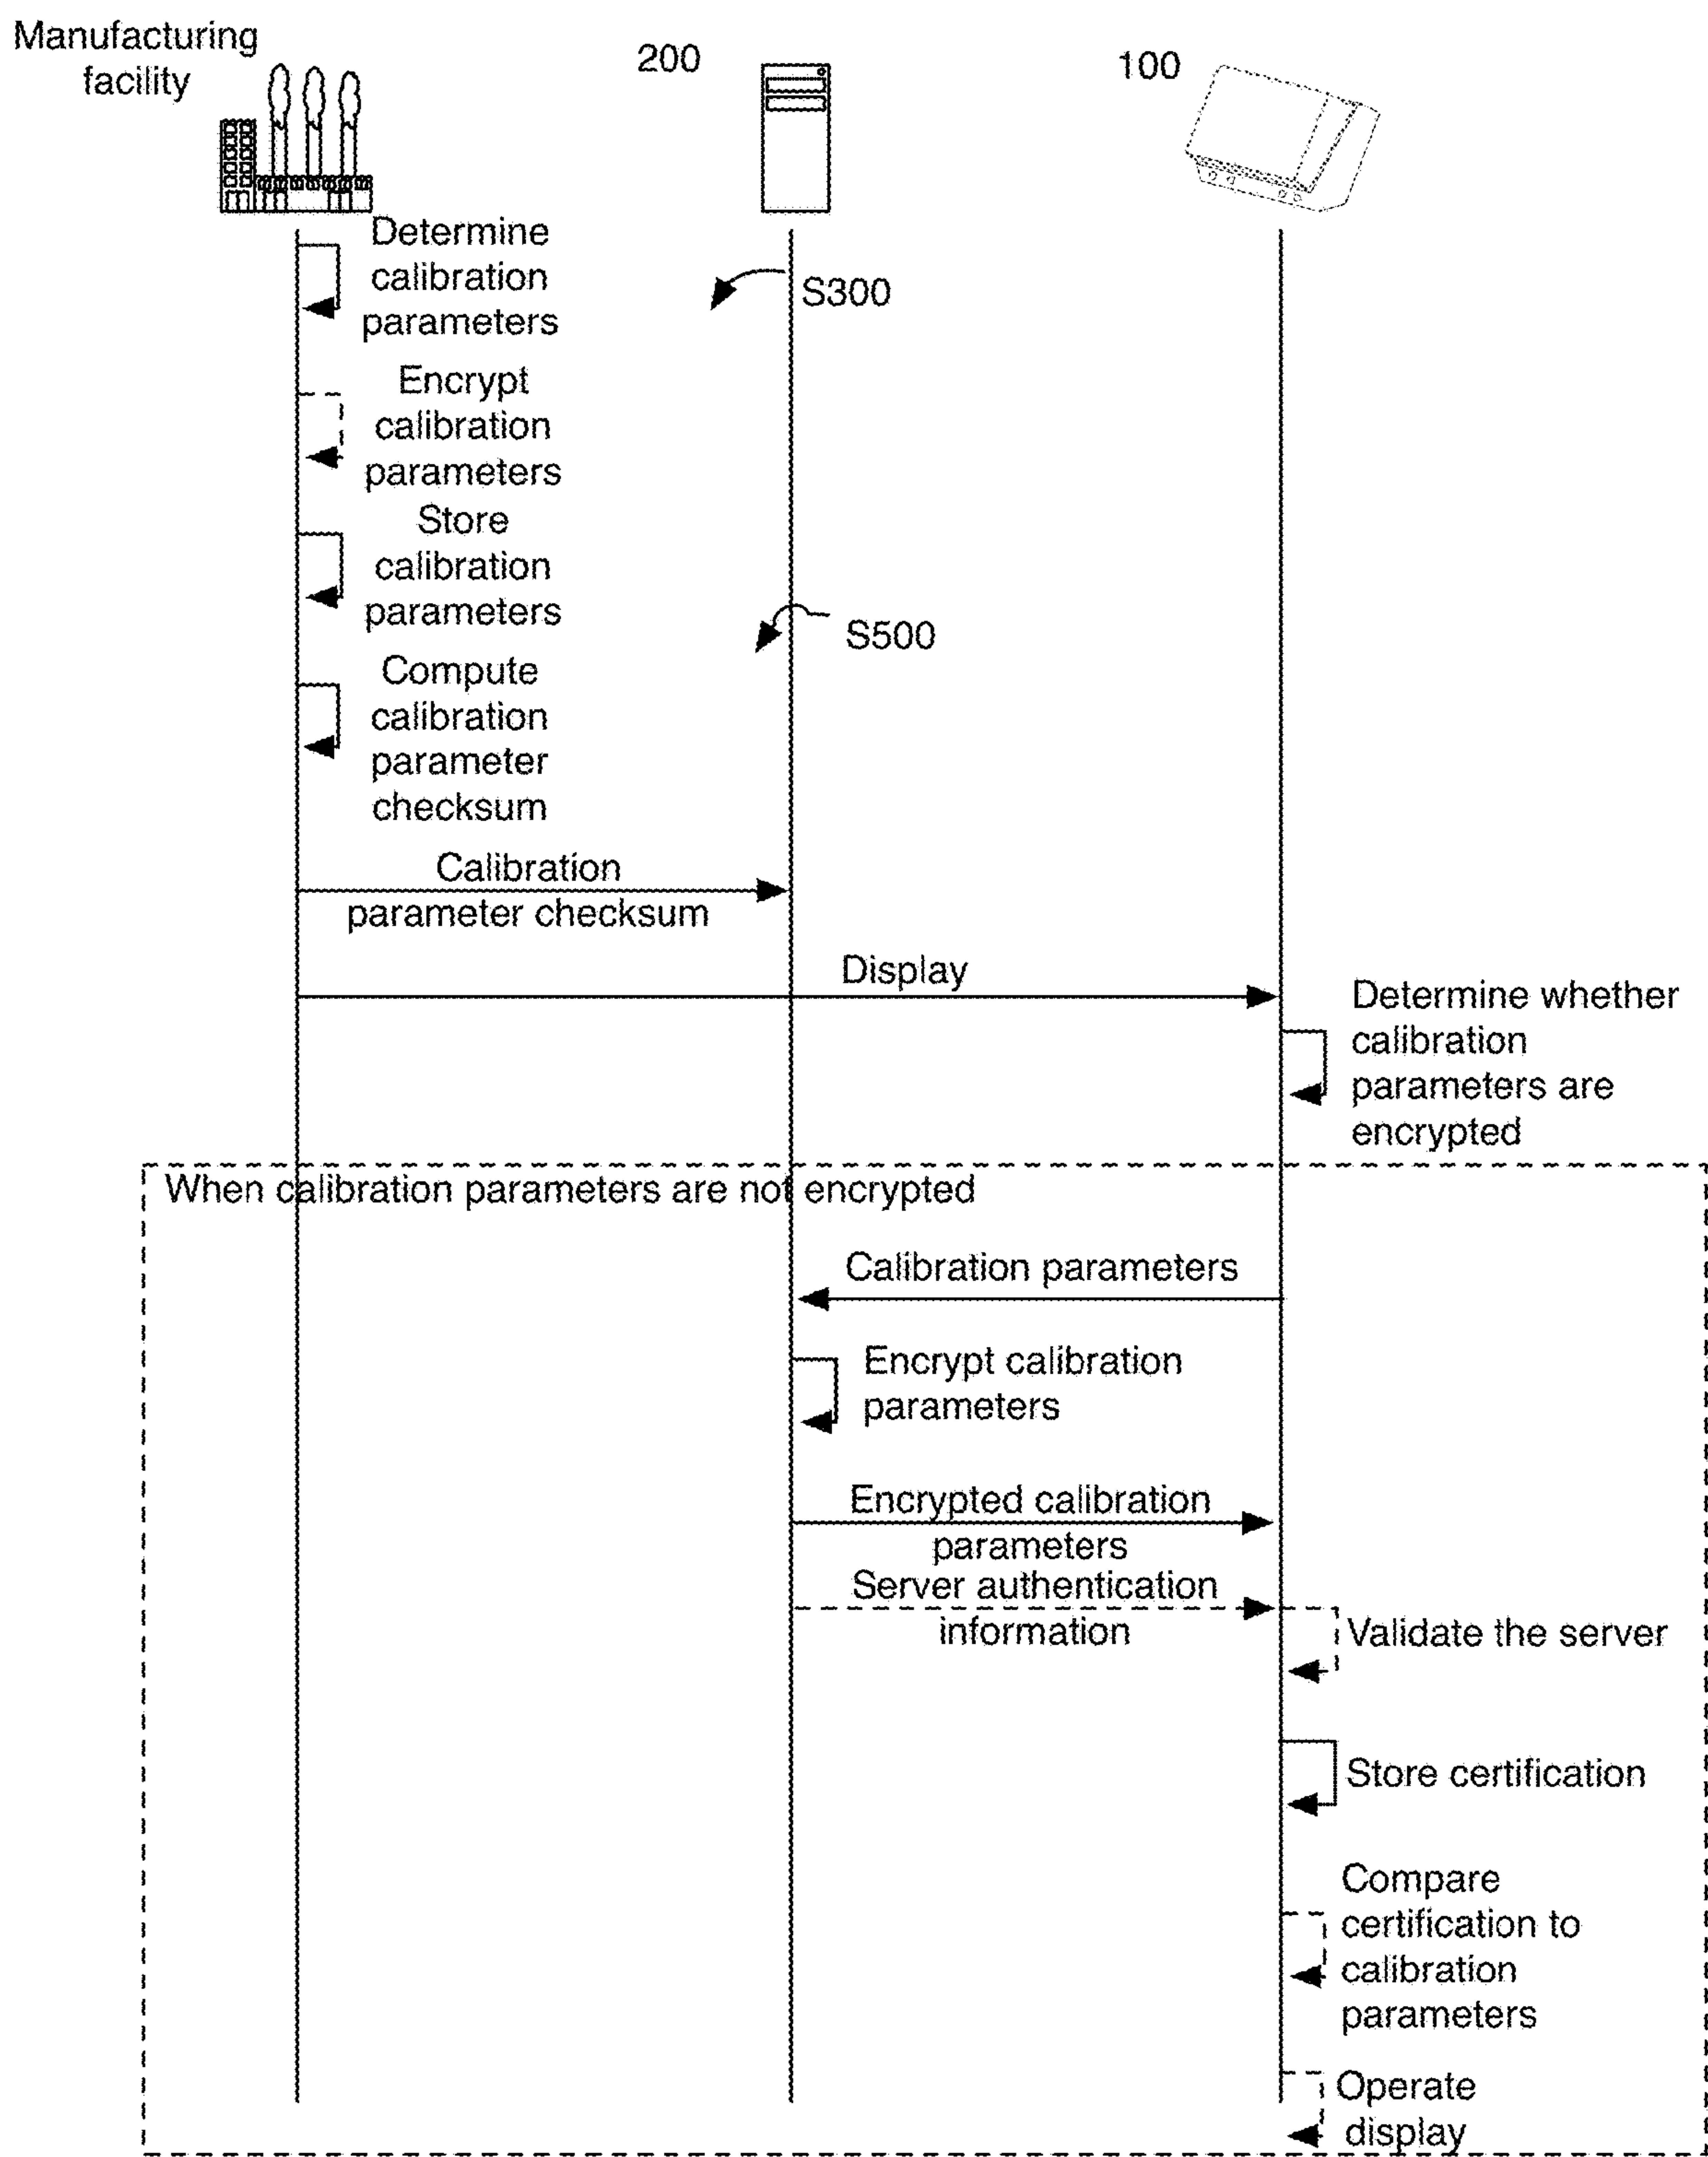 Manufacturing
facility
200
100
Determine
calibration
parameters
S300
Encrypt
calibration
parameters
Store
calibration
parameters
S500
Compute
calibration
parameter
checksum
Calibration
parameter checksum
Display
Determine whether
calibration
parameters are
encrypted
When calibration parameters are not encrypted
Calibration parameters
Encrypt calibration
parameters
Encrypted calibration
parameters
Server authentication
information
Validate the server
Store certification
Compare
certification to
calibration
parameters
Operate
display